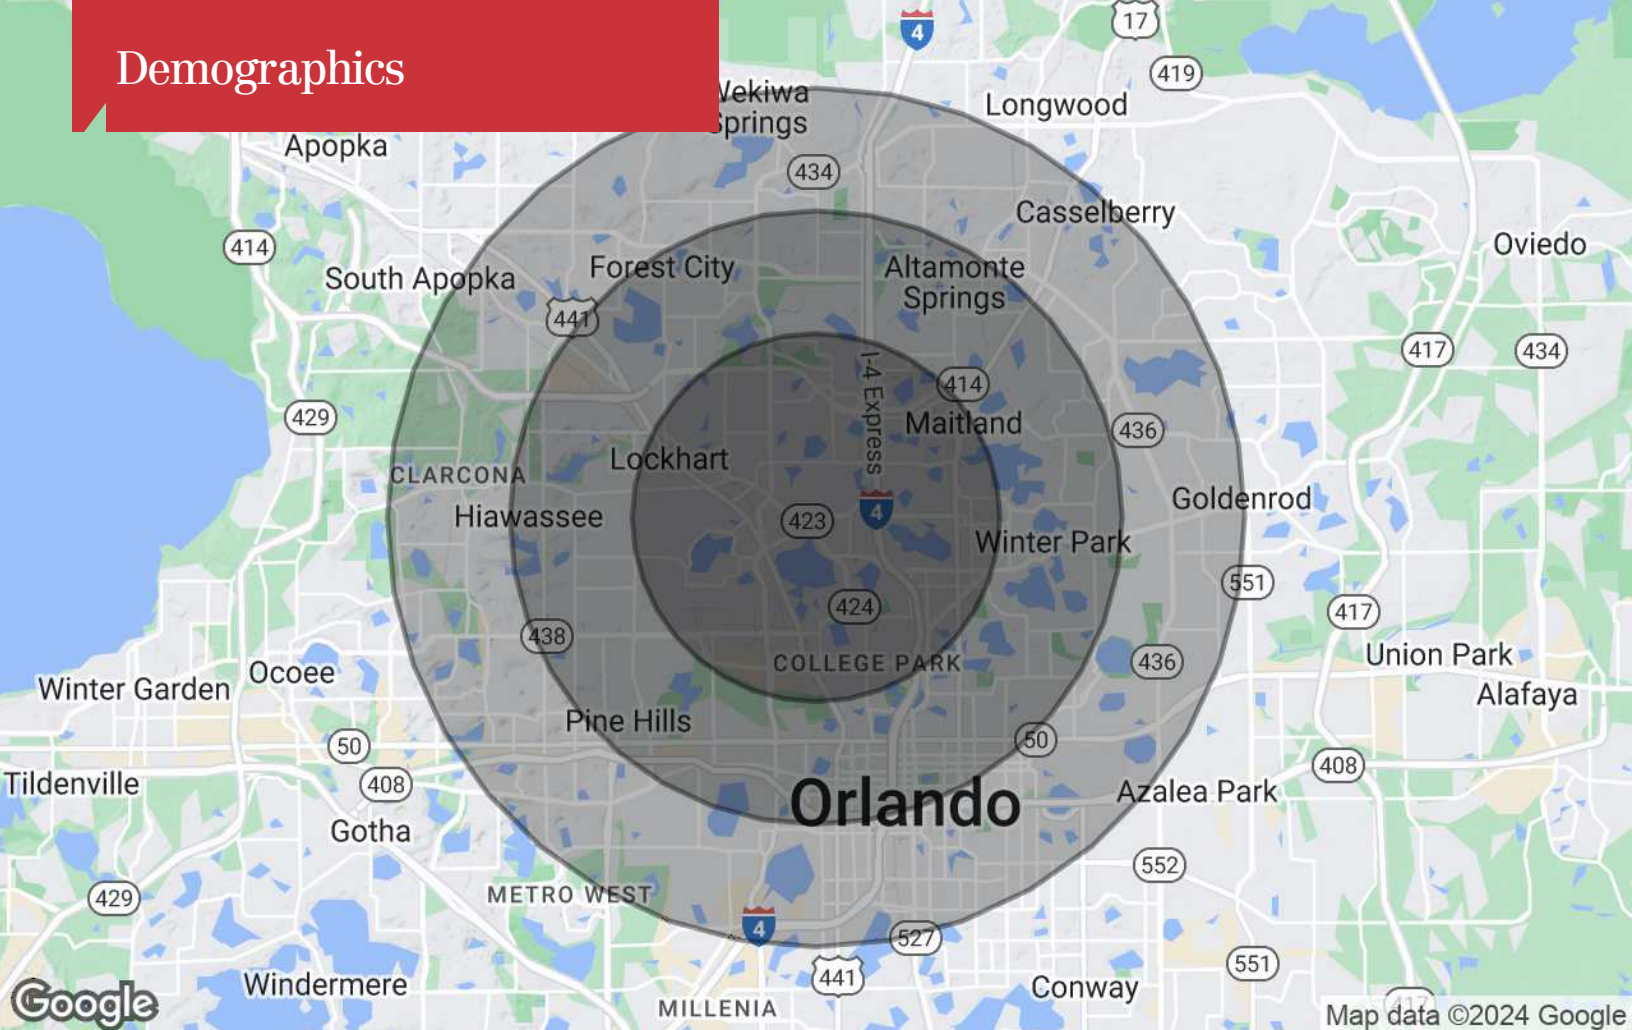 Demographics
4
17
419
Wekiwa
Springs
Longwood
Apopka
434
Casselberry
414
Oviedo
South Apopka
Forest City
Altamonte
Springs
441
417
434
I-4 Express
414
429
Maitland
436
Lockhart
CLARCONA
Goldenrod
Hiawassee
423
4
Winter Park
551
424
417
438
COLLEGE PARK
436
Union Park
Ocoee
Winter Garden
Alafaya
Pine Hills
50
50
408
Tildenville
408
Orlando
Azalea Park
Gotha
552
METRO WEST
429
4
527
551
441
Windermere
Conway
Google
MILLENIA
417
Map data ©2024 Google